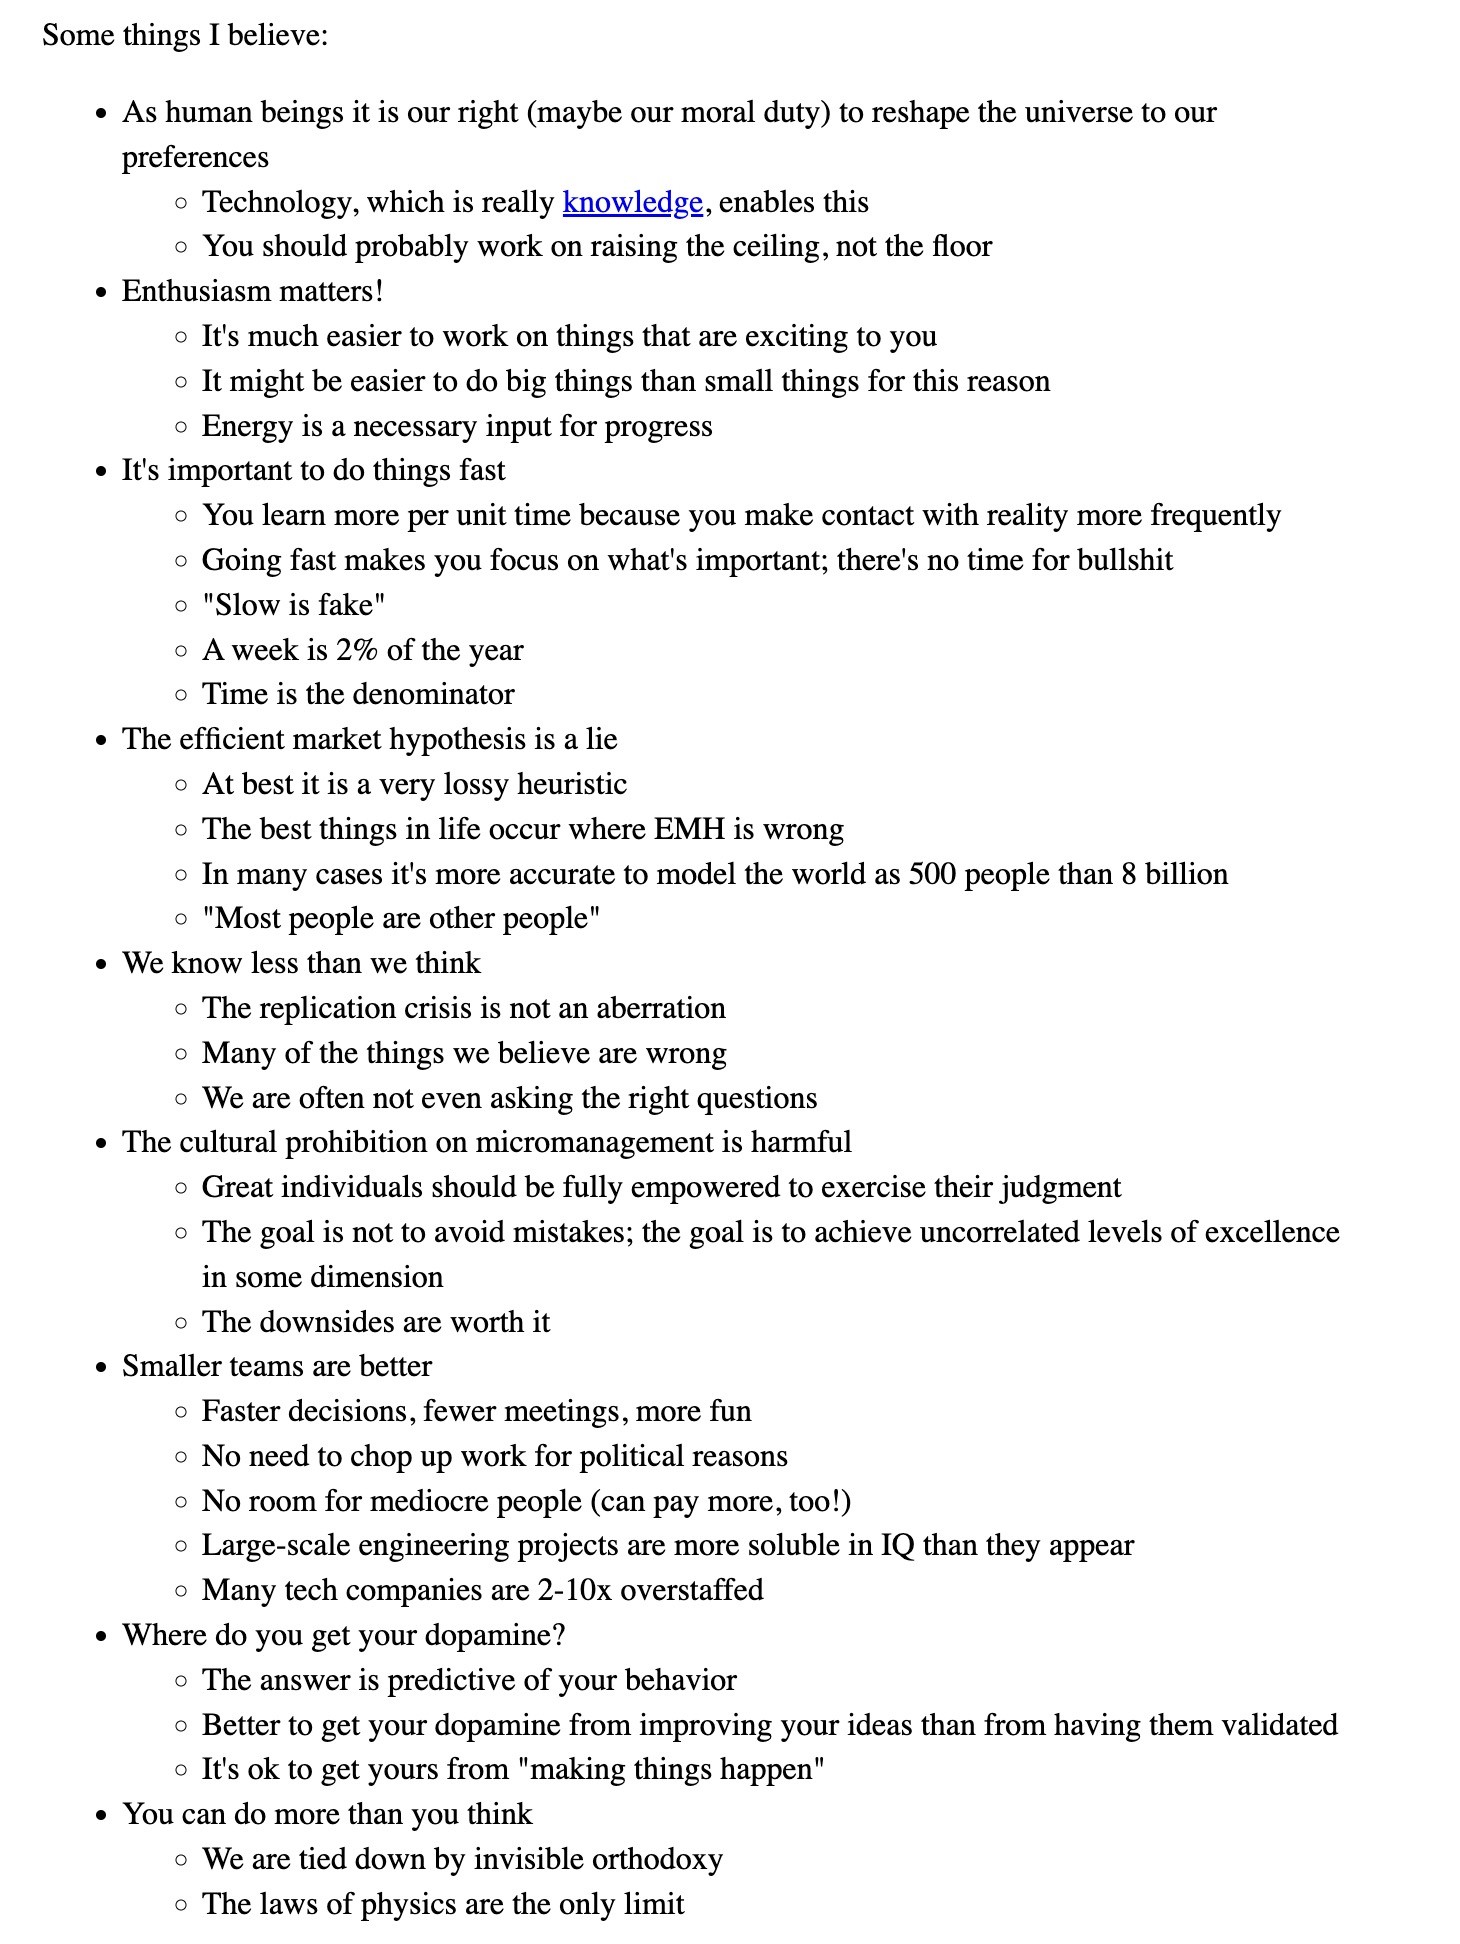 Some things I believe:
• As human beings it is our right (maybe our moral duty) to reshape the universe to our
preferences
◦ Technology, which is really knowledge, enables this
◦ You should probably work on raising the ceiling, not the floor
• Enthusiasm matters!
◦ It's much easier to work on things that are exciting to you
◦ It might be easier to do big things than small things for this reason
◦ Energy is a necessary input for progress
• It's important to do things fast
◦ You learn more per unit time because you make contact with reality more frequently
◦ Going fast makes you focus on what's important; there's no time for bullshit
◦ "Slow is fake"
◦ A week is 2% of the year
◦ Time is the denominator
• The efficient market hypothesis is a lie
◦ At best it is a very lossy heuristic
◦ The best things in life occur where EMH is wrong
◦ In many cases it's more accurate to model the world as 500 people than 8 billion
◦ "Most people are other people"
• We know less than we think
◦ The replication crisis is not an aberration
◦ Many of the things we believe are wrong
◦ We are often not even asking the right questions
• The cultural prohibition on micromanagement is harmful
◦ Great individuals should be fully empowered to exercise their judgment
◦ The goal is not to avoid mistakes; the goal is to achieve uncorrelated levels of excellence
in some dimension
◦ The downsides are worth it
• Smaller teams are better
◦ Faster decisions, fewer meetings, more fun
◦ No need to chop up work for political reasons
◦ No room for mediocre people (can pay more, too!)
◦ Large-scale engineering projects are more soluble in IQ than they appear
◦ Many tech companies are 2-10x overstaffed
• Where do you get your dopamine?
◦ The answer is predictive of your behavior
◦ Better to get your dopamine from improving your ideas than from having them validated
◦ It's ok to get yours from "making things happen"
• You can do more than you think
◦ We are tied down by invisible orthodoxy
◦ The laws of physics are the only limit